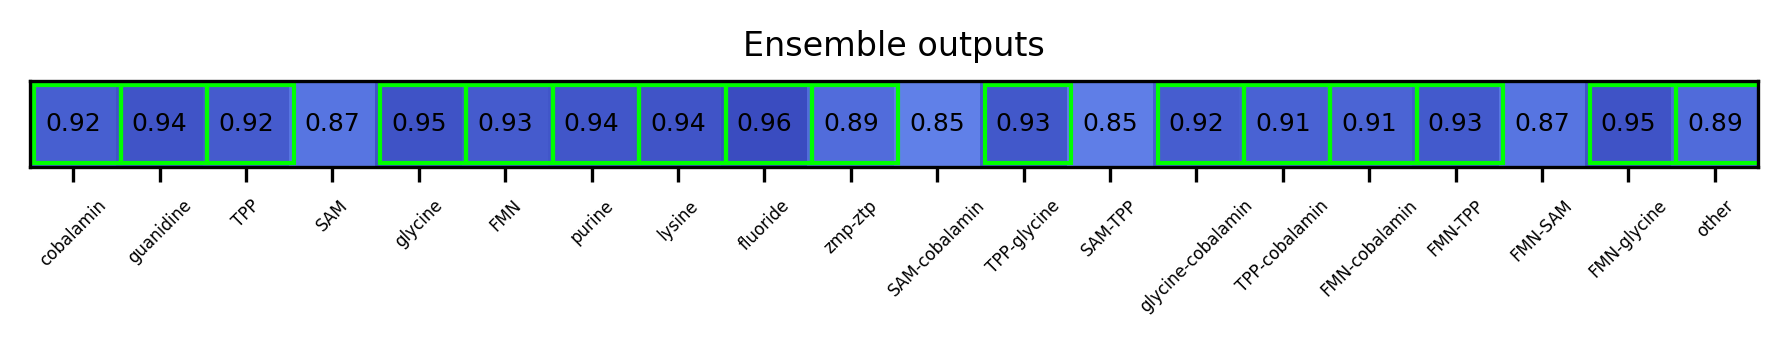 Ensemble outputs
0.92 0.94 0.92 0.87 0.95 0.93 0.94 0.94 0.96 0.89 0.85 0.93 0.85 0.92 0.91 0.91 0.93 0.87 0.95 0.89
cobalamin guanidine TPP SAM glycine FMN purine lysine fluoride zmp-ztp SAM-cobalamin TPP-glycine SAM-TPP glycine-cobalamin TPP-cobalamin FMN-cobalamin FMN-TPP FMN-SAM FMN-glycine other